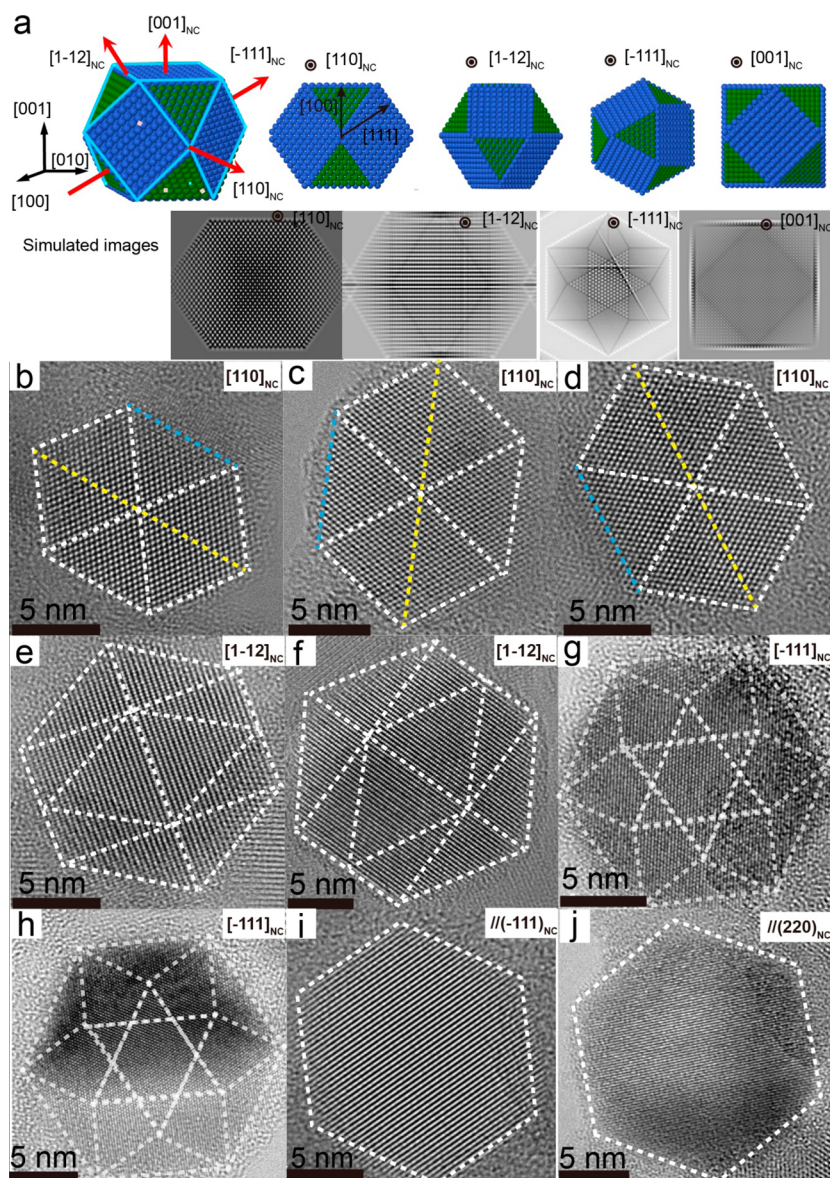 a
[001]NC
[1-12]NC
[-111]NC
[110]NC
[1-12]NC
[-111]NC
[001]NC
[100]
[111]
[001]
[010]
[100]
[110]NC
Simulated images
[110]NC
[1-12]NC
[-111]NC
[001]NC
b
[110]NC
5 nm
c
[110]NC
5 nm
d
[110]NC
5 nm
e
[1-12]NC
5 nm
f
[1-12]NC
5 nm
g
[-111]NC
5 nm
h
[-111]NC
5 nm
i
//(-111)NC
5 nm
j
//(220)NC
5 nm